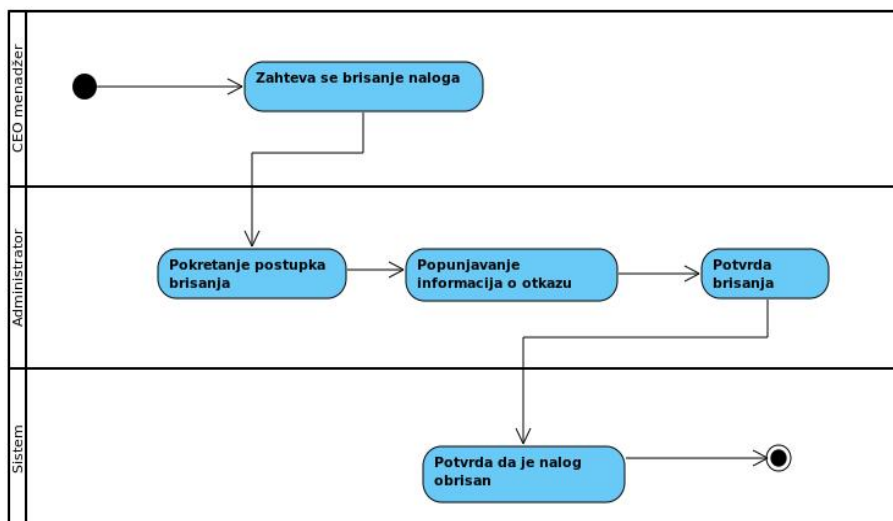 CEO menadžer
Zahteva se brisanje naloga
Administrator
Pokretanje postupka
brisanja
Popunjavanje
informacija o otkazu
Potvrda
brisanja
Sistem
Potvrda da je nalog
obrisan